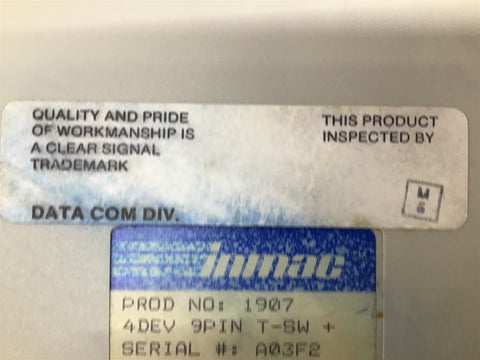 QUALITY AND PRIDE
OF WORKMANSHIP IS
A CLEAR SIGNAL
TRADEMARK
DATA COM DIV.
THIS PRODUCT
INSPECTED BY
M
6
inmac
PROD NO: 1907
4DEV 9PIN T-SW +
SERIAL #: A03F2